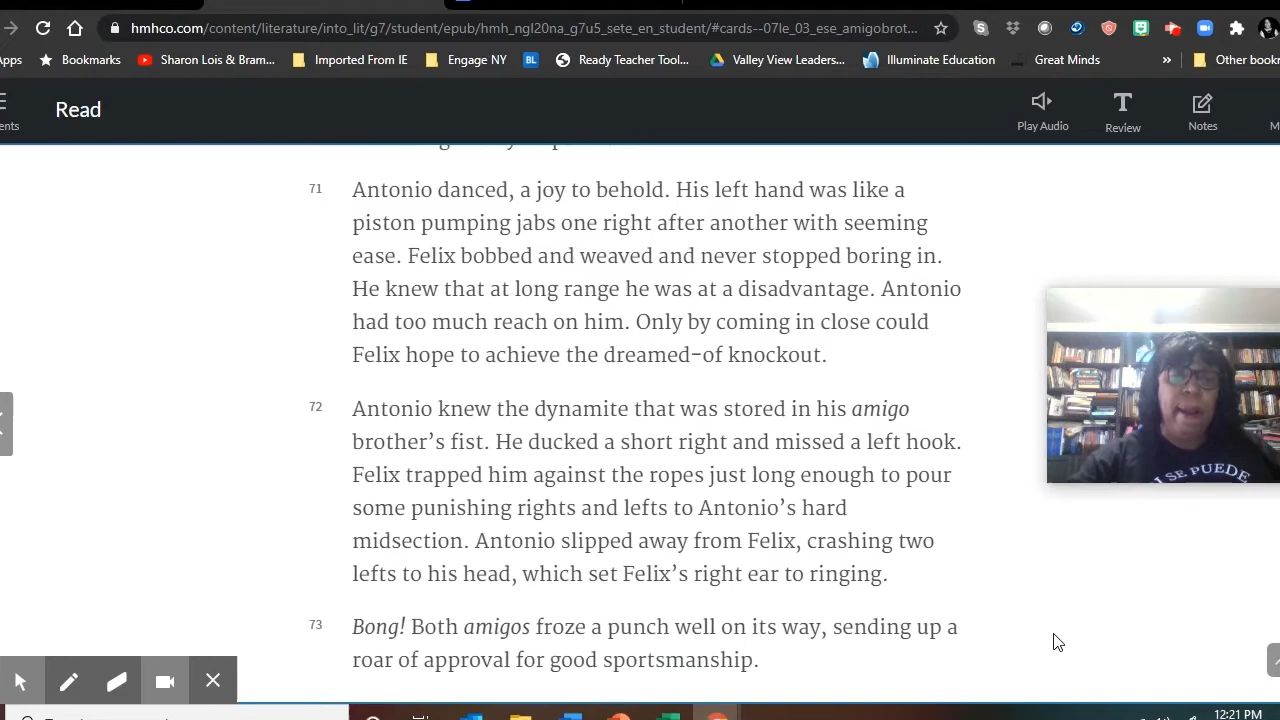 hmhco.com/content/literature/into_lit/g7/student/epub/hmh_ngl20na_g7u5_sete_en_student/#cards--07le_03_ese_amigobrot...
Apps Bookmarks Sharon Lois & Bram... Imported From IE Engage NY BL Ready Teacher Tool... Valley View Leaders... Illuminate Education Great Minds » Other bookr
Read
ents Play Audio Review Notes M
71 Antonio danced, a joy to behold. His left hand was like a
piston pumping jabs one right after another with seeming
ease. Felix bobbed and weaved and never stopped boring in.
He knew that at long range he was at a disadvantage. Antonio
had too much reach on him. Only by coming in close could
Felix hope to achieve the dreamed-of knockout.
72 Antonio knew the dynamite that was stored in his amigo
brother's fist. He ducked a short right and missed a left hook.
Felix trapped him against the ropes just long enough to pour
some punishing rights and lefts to Antonio's hard
midsection. Antonio slipped away from Felix, crashing two
lefts to his head, which set Felix's right ear to ringing.
SE PUEDE
73 Bong! Both amigos froze a punch well on its way, sending up a
roar of approval for good sportsmanship.
12:21 PM